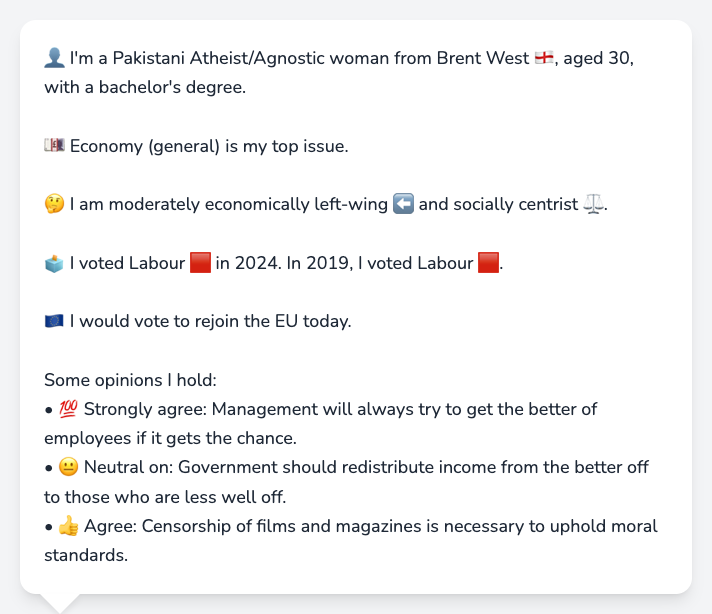 👤 I'm a Pakistani Atheist/Agnostic woman from Brent West 🏴󠁧󠁢󠁥󠁮󠁧󠁿, aged 30,
with a bachelor's degree.
💷 Economy (general) is my top issue.
🤔 I am moderately economically left-wing ⬅️ and socially centrist ⚖️.
🗳️ I voted Labour 🟥 in 2024. In 2019, I voted Labour 🟥.
🇪🇺 I would vote to rejoin the EU today.
Some opinions I hold:
• 💯 Strongly agree: Management will always try to get the better of
employees if it gets the chance.
• 😐 Neutral on: Government should redistribute income from the better off
to those who are less well off.
• 👍 Agree: Censorship of films and magazines is necessary to uphold moral
standards.